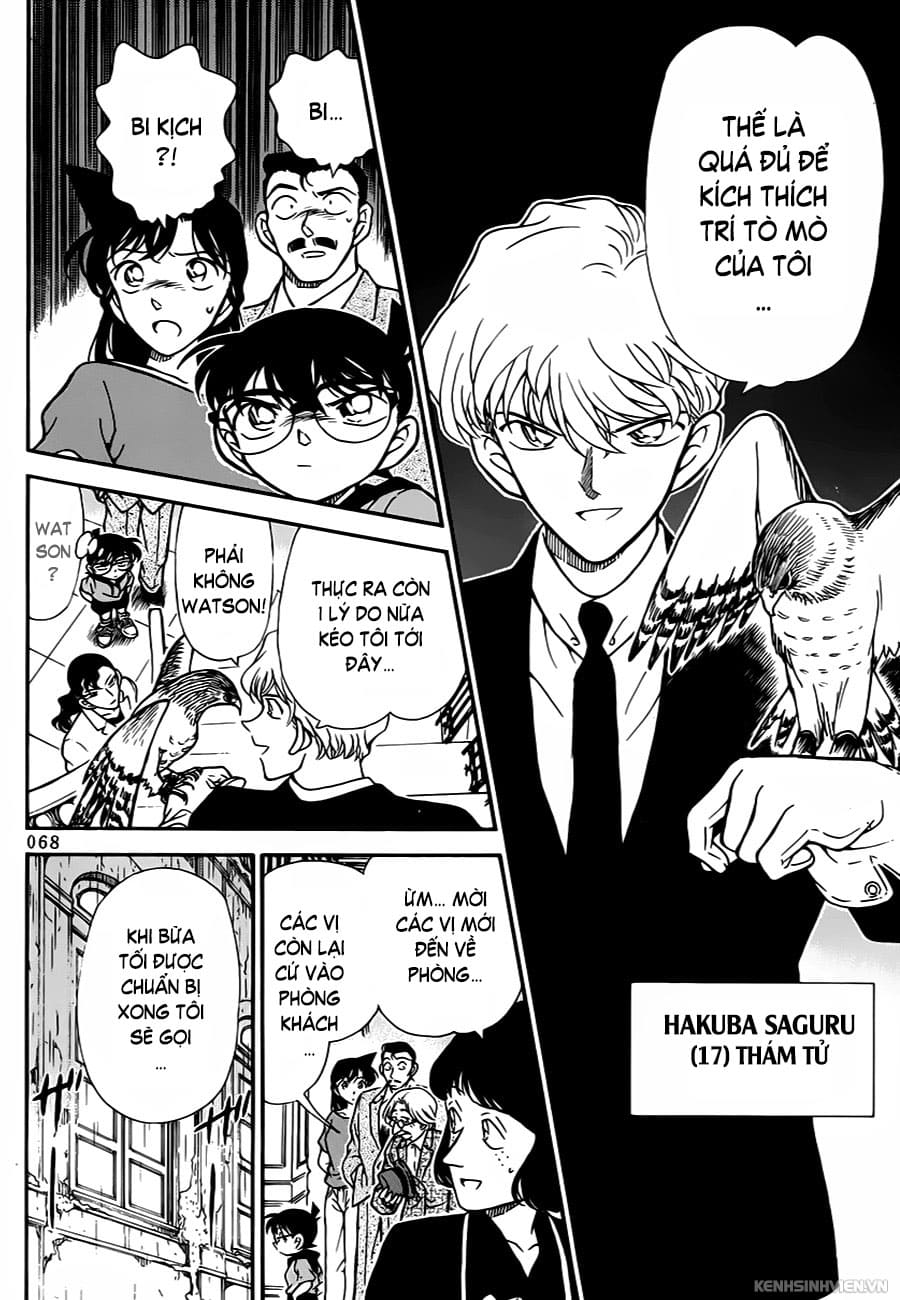 THẾ LÀ
QUÁ ĐỦ ĐỂ
KÍCH THÍCH
TRÍ TÒ MÒ
CỦA TÔI
...
BI...
BI KỊCH
?!
HAKUBA SAGURU
(17) THÁM TỬ
THỰC RA CÒN
1 LÝ DO NỮA
KÉO TÔI TỚI
ĐÂY...
PHẢI
KHÔNG
WATSON!
WAT
SON
?
068
ỪM... MỜI
CÁC VỊ MỚI
ĐẾN VỀ
PHÒNG...
CÁC VỊ
CÒN LẠI
CỨ VÀO
PHÒNG
KHÁCH
...
KHI BỮA
TỐI ĐƯỢC
CHUẨN BỊ
XONG TÔI
SẼ GỌI
...
KENHSINHVIEN.VN